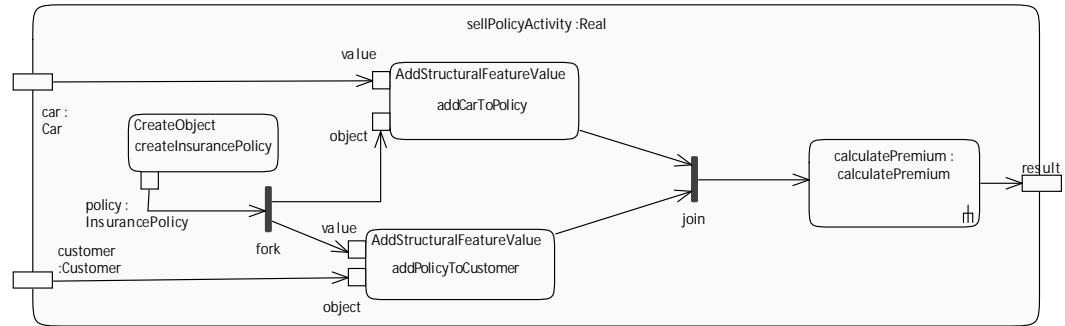 sellPolicyActivity :Real
value
AddStructuralFeatureValue
addCarToPolicy
car :
Car
object
CreateObject
createInsurancePolicy
calculatePremium :
calculatePremium
result
policy :
InsurancePolicy
join
value
fork
customer
:Customer
AddStructuralFeatureValue
addPolicyToCustomer
object